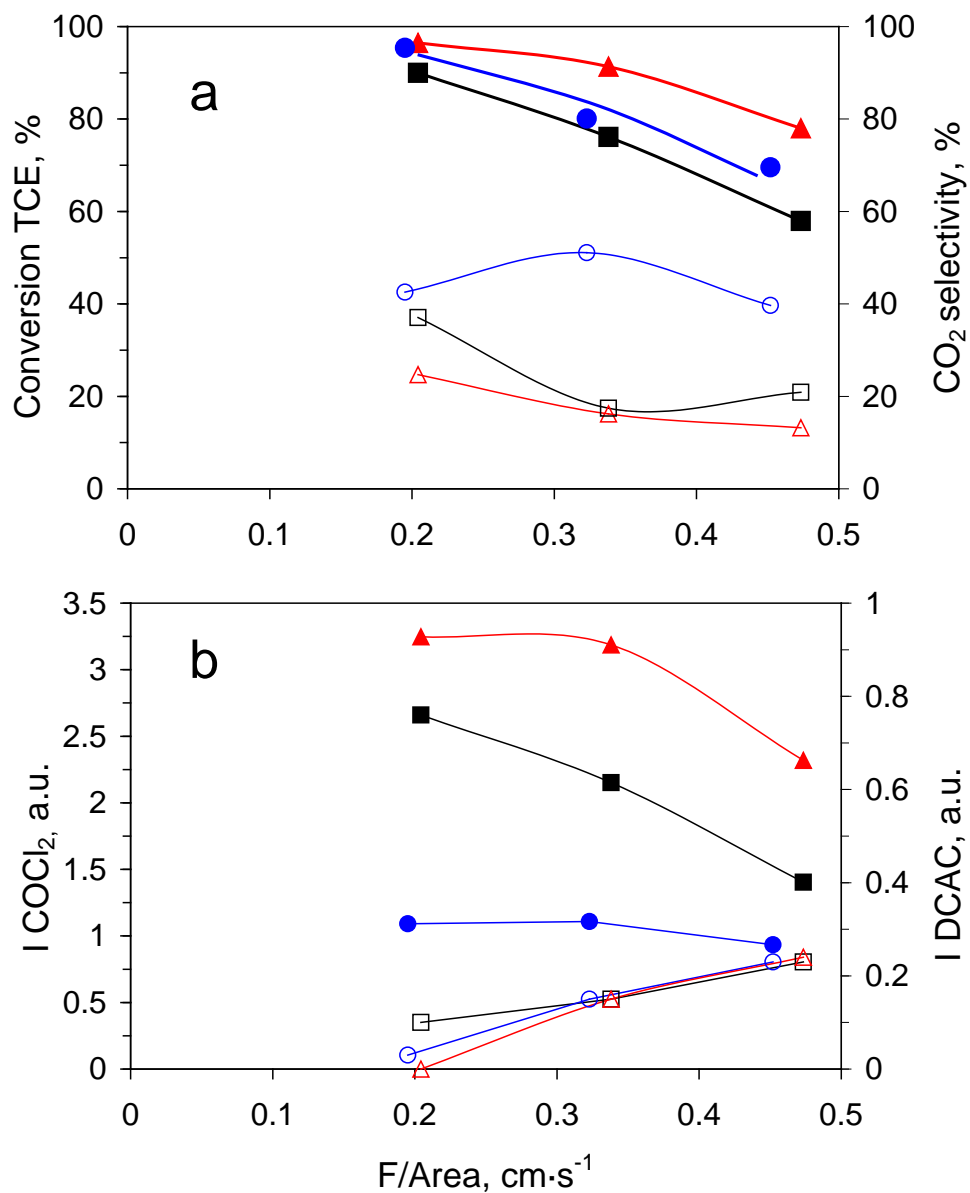 a
Conversion TCE, %
100
80
60
40
20
0
CO₂ selectivity, %
100
80
60
40
20
0
0 0.1 0.2 0.3 0.4 0.5
b
I COCl₂, a.u.
3.5
3
2.5
2
1.5
1
0.5
0
I DCAC, a.u.
1
0.8
0.6
0.4
0.2
0
0 0.1 0.2 0.3 0.4 0.5
F/Area, cm·s⁻¹